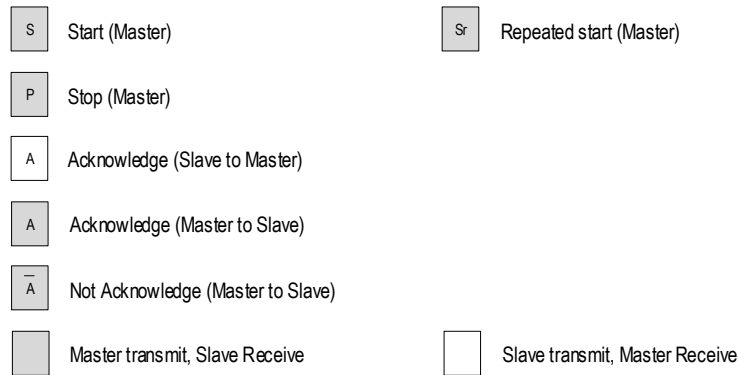 S Start (Master) Sr Repeated start (Master)
P Stop (Master)
A Acknowledge (Slave to Master)
A Acknowledge (Master to Slave)
A̅ Not Acknowledge (Master to Slave)
Master transmit, Slave Receive Slave transmit, Master Receive